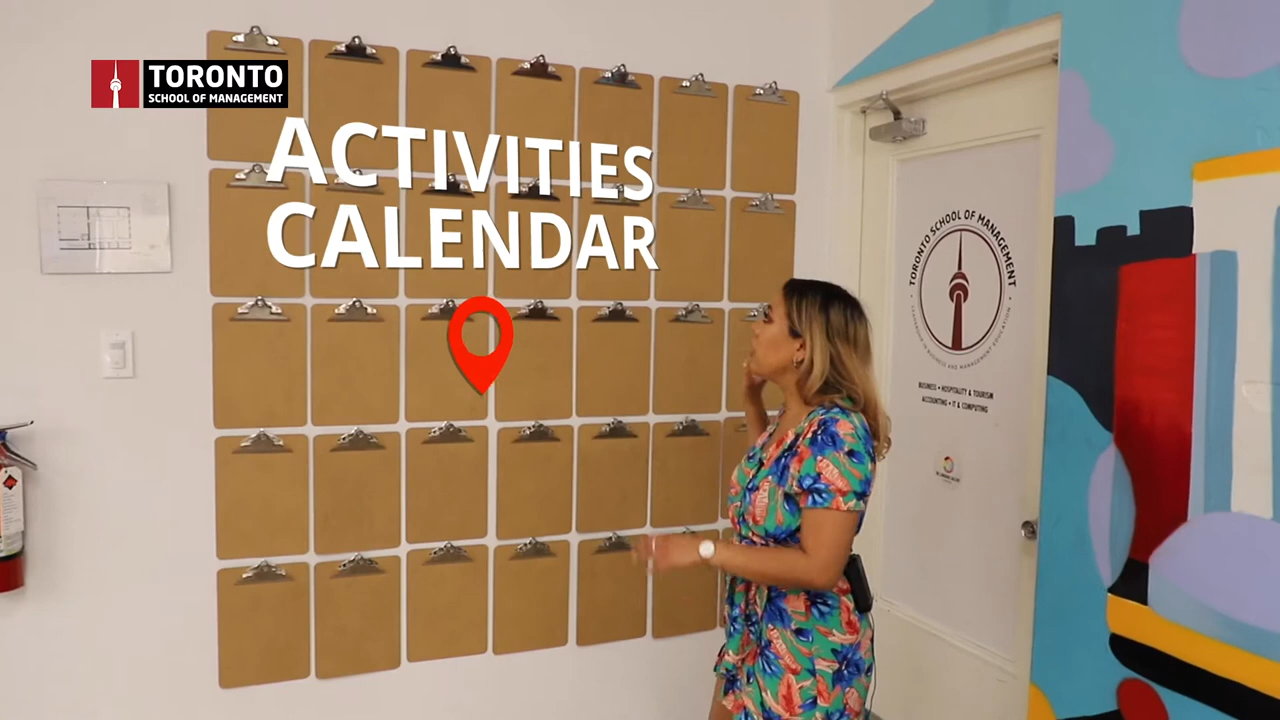 TORONTO
SCHOOL OF MANAGEMENT
ACTIVITIES
CALENDAR
TORONTO SCHOOL OF MANAGEMENT
BUSINESS • HOSPITALITY & TOURISM
ACCOUNTING • IT & COMPUTING